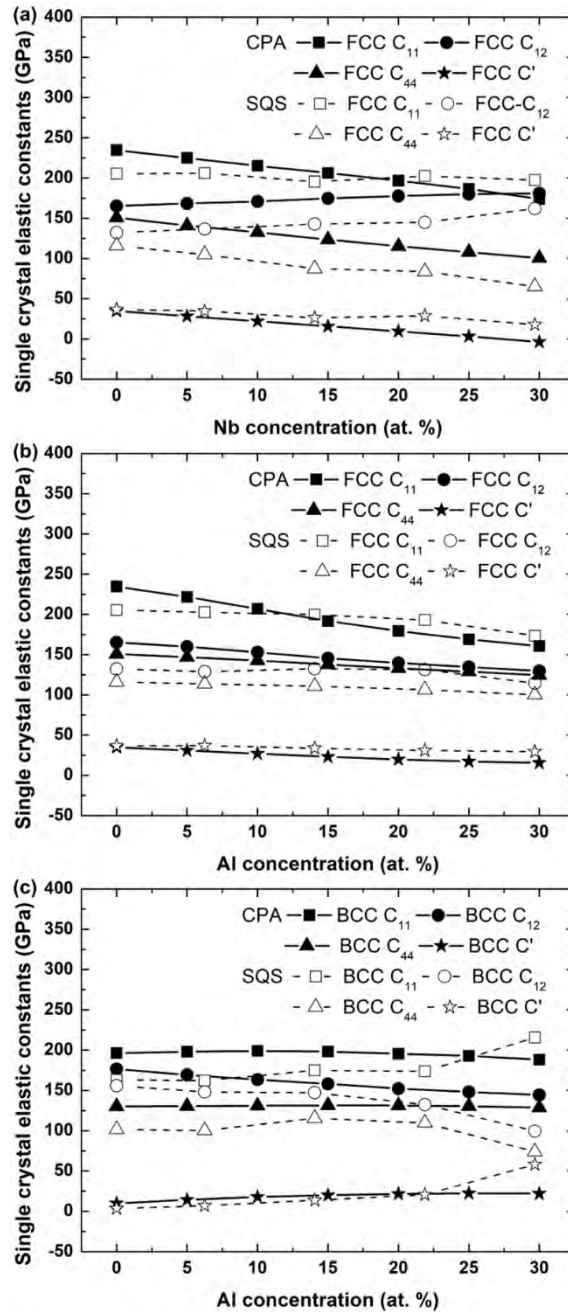 (a)
400
350
300
250
200
150
100
50
0
-50
Single crystal elastic constants (GPa)
CPA FCC C11 FCC C12
FCC C44 FCC C'
SQS FCC C11 FCC-C12
FCC C44 FCC C'
0 5 10 15 20 25 30
Nb concentration (at. %)
(b)
400
350
300
250
200
150
100
50
0
-50
Single crystal elastic constants (GPa)
CPA FCC C11 FCC C12
FCC C44 FCC C'
SQS FCC C11 FCC C12
FCC C44 FCC C'
0 5 10 15 20 25 30
Al concentration (at. %)
(c)
400
350
300
250
200
150
100
50
0
-50
Single crystal elastic constants (GPa)
CPA BCC C11 BCC C12
BCC C44 BCC C'
SQS BCC C11 BCC C12
BCC C44 BCC C'
0 5 10 15 20 25 30
Al concentration (at. %)